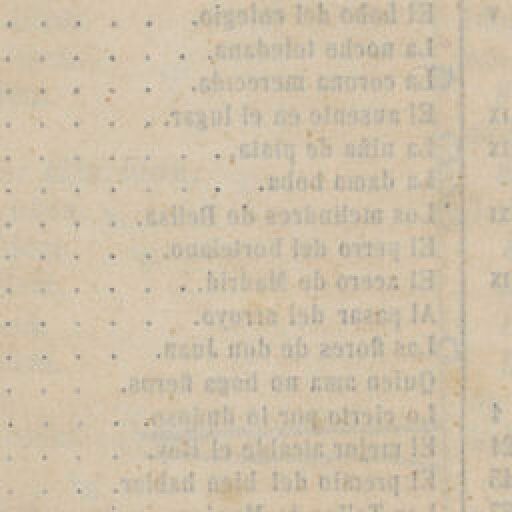 El bobo del colegio.
La noche toledana.
La corona merecida.
El ausente en el lugar.
La niña de plata.
La dama boba.
Los melindres de Belisa.
El perro del hortelano.
El acero de Madrid.
Al pasar del arroyo.
Las flores de don Juan.
Quien ama no haga fieros.
Lo cierto por lo dudoso.
El mejor alcalde el Rey.
El premio del bien hablar.